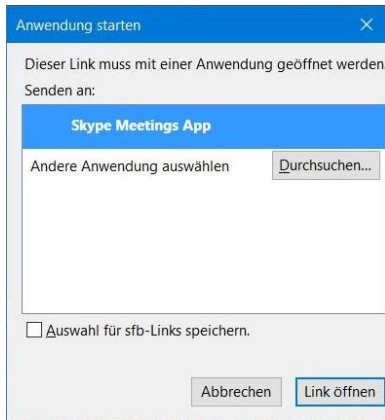 Anwendung starten
Dieser Link muss mit einer Anwendung geöffnet werden.
Senden an:
Skype Meetings App
Andere Anwendung auswählen Durchsuchen...
Auswahl für sfb-Links speichern.
Abbrechen Link öffnen